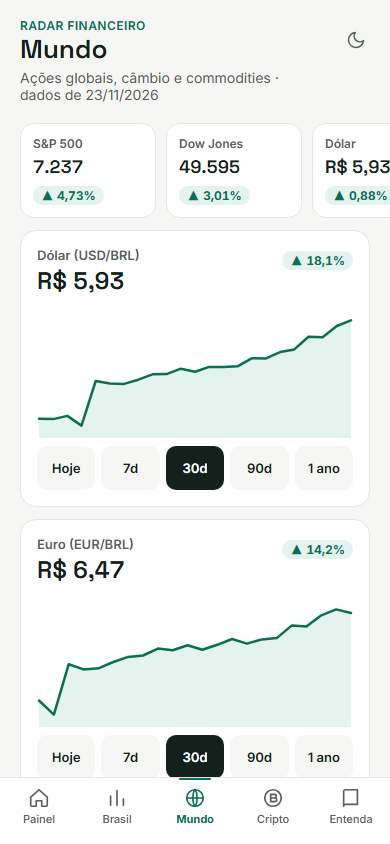 RADAR FINANCEIRO
Mundo
Ações globais, câmbio e commodities ·
dados de 23/11/2026
S&P 500
7.237
▲ 4,73%
Dow Jones
49.595
▲ 3,01%
Dólar
R$ 5,93
▲ 0,88%
Dólar (USD/BRL)
R$ 5,93
▲ 18,1%
Hoje
7d
30d
90d
1 ano
Euro (EUR/BRL)
R$ 6,47
▲ 14,2%
Hoje
7d
30d
90d
1 ano
Painel
Brasil
Mundo
Cripto
Entenda